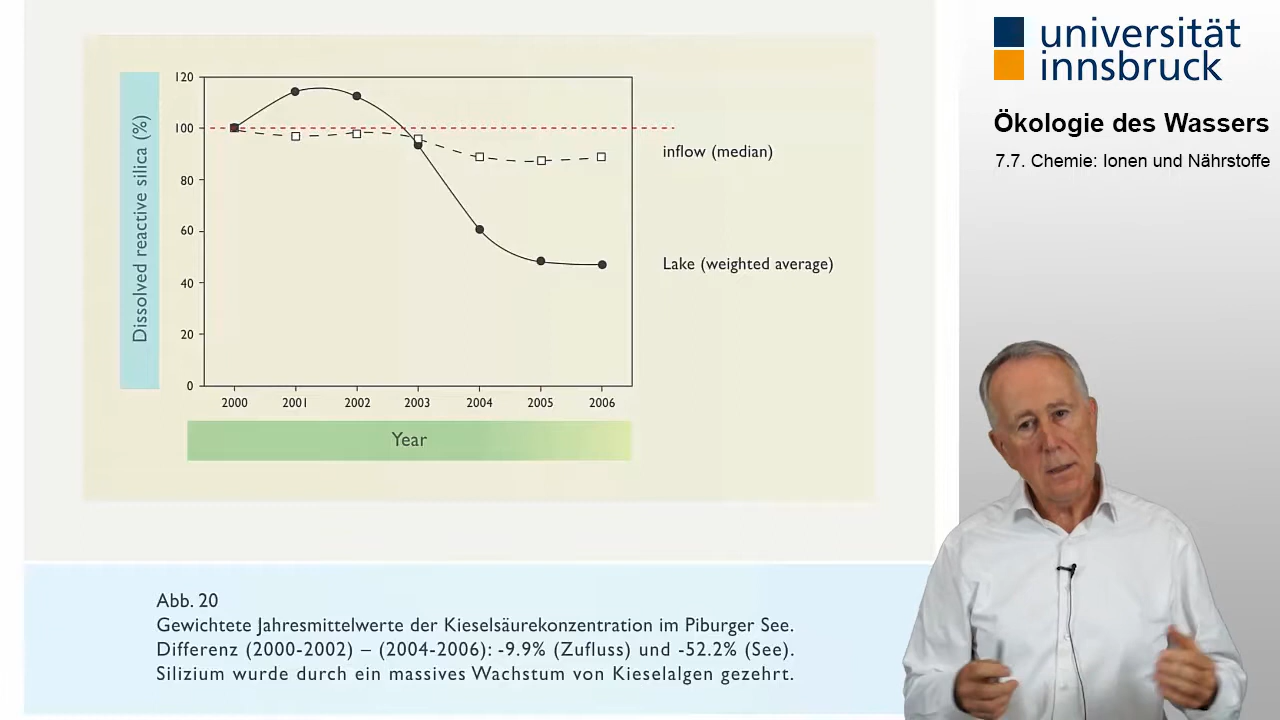 universität
innsbruck
Ökologie des Wassers
7.7. Chemie: Ionen und Nährstoffe
Dissolved reactive silica (%)
120
100
80
60
40
20
0
2000 2001 2002 2003 2004 2005 2006
Year
inflow (median)
Lake (weighted average)
Abb. 20
Gewichtete Jahresmittelwerte der Kieselsäurekonzentration im Piburger See.
Differenz (2000-2002) – (2004-2006): -9.9% (Zufluss) und -52.2% (See).
Silizium wurde durch ein massives Wachstum von Kieselalgen gezehrt.